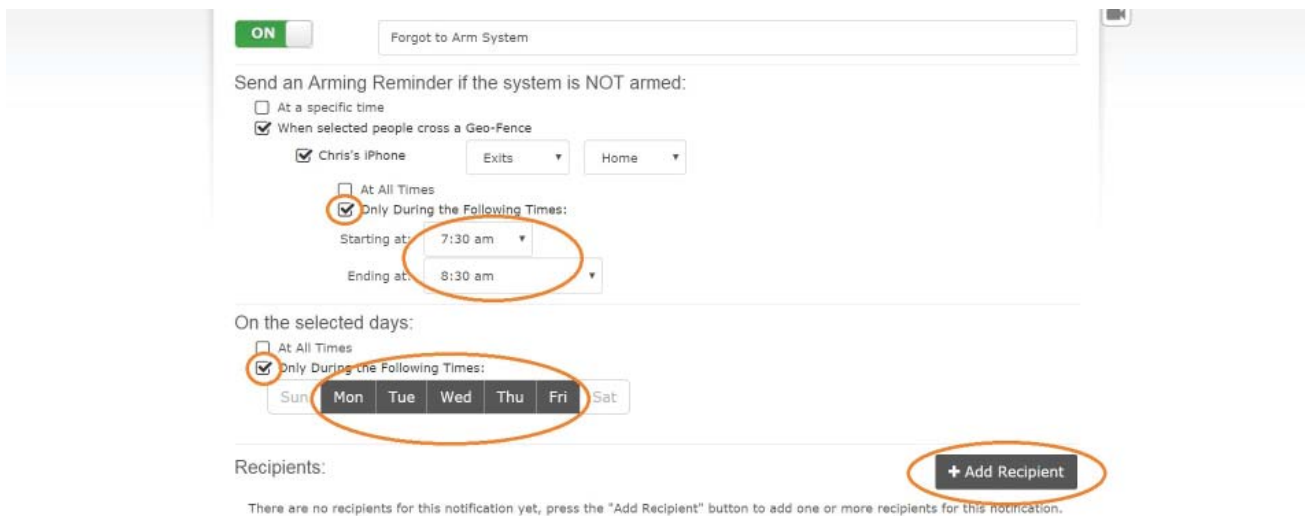 ON
Forgot to Arm System
Send an Arming Reminder if the system is NOT armed:
At a specific time
When selected people cross a Geo-Fence
Chris's iPhone Exits Home
At All Times
Only During the Following Times:
Starting at: 7:30 am
Ending at: 8:30 am
On the selected days:
At All Times
Only During the Following Times:
Sun Mon Tue Wed Thu Fri Sat
Recipients:
+ Add Recipient
There are no recipients for this notification yet, press the "Add Recipient" button to add one or more recipients for this notification.